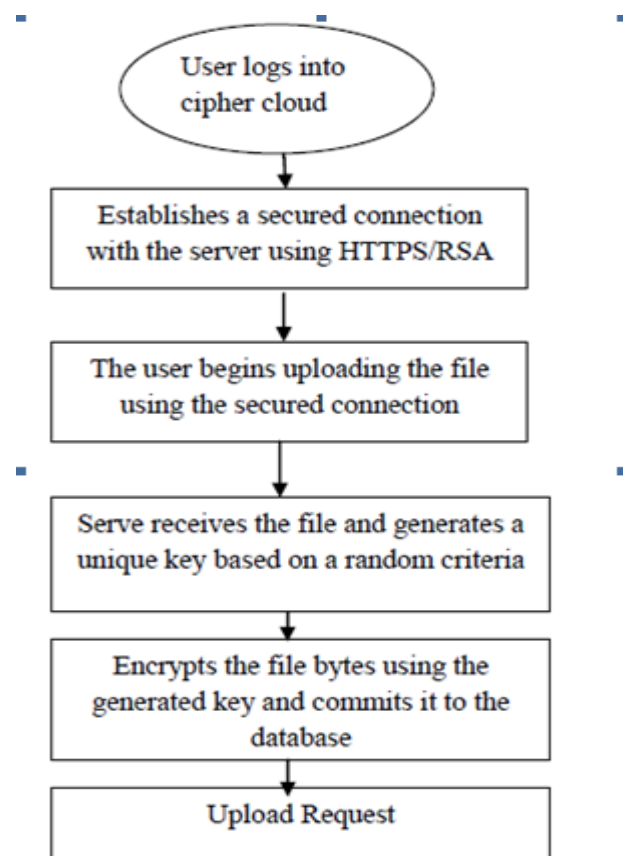 User logs into
cipher cloud
Establishes a secured connection
with the server using HTTPS/RSA
The user begins uploading the file
using the secured connection
Serve receives the file and generates a
unique key based on a random criteria
Encrypts the file bytes using the
generated key and commits it to the
database
Upload Request